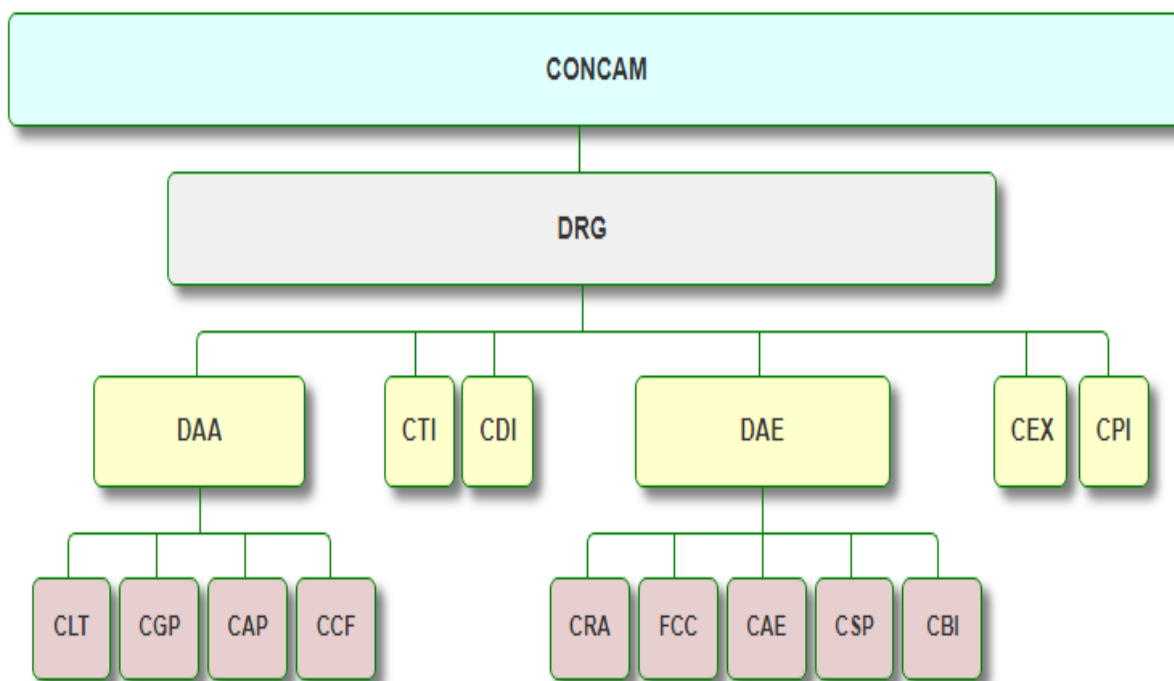 CONCAM
DRG
DAA
CTI
CDI
DAE
CEX
CPI
CLT
CGP
CAP
CCF
CRA
FCC
CAE
CSP
CBI